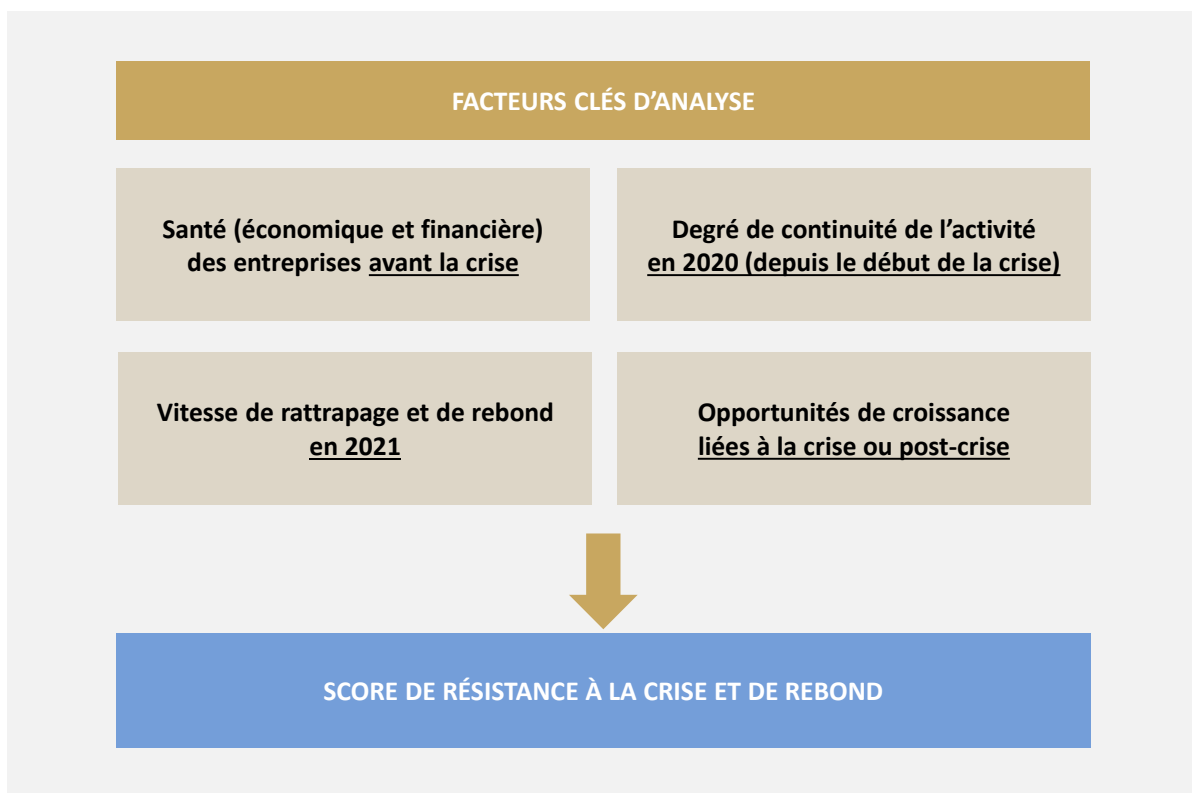 FACTEURS CLÉS D’ANALYSE
Santé (économique et financière)
des entreprises avant la crise
Degré de continuité de l’activité
en 2020 (depuis le début de la crise)
Vitesse de rattrapage et de rebond
en 2021
Opportunités de croissance
liées à la crise ou post-crise
SCORE DE RÉSISTANCE À LA CRISE ET DE REBOND